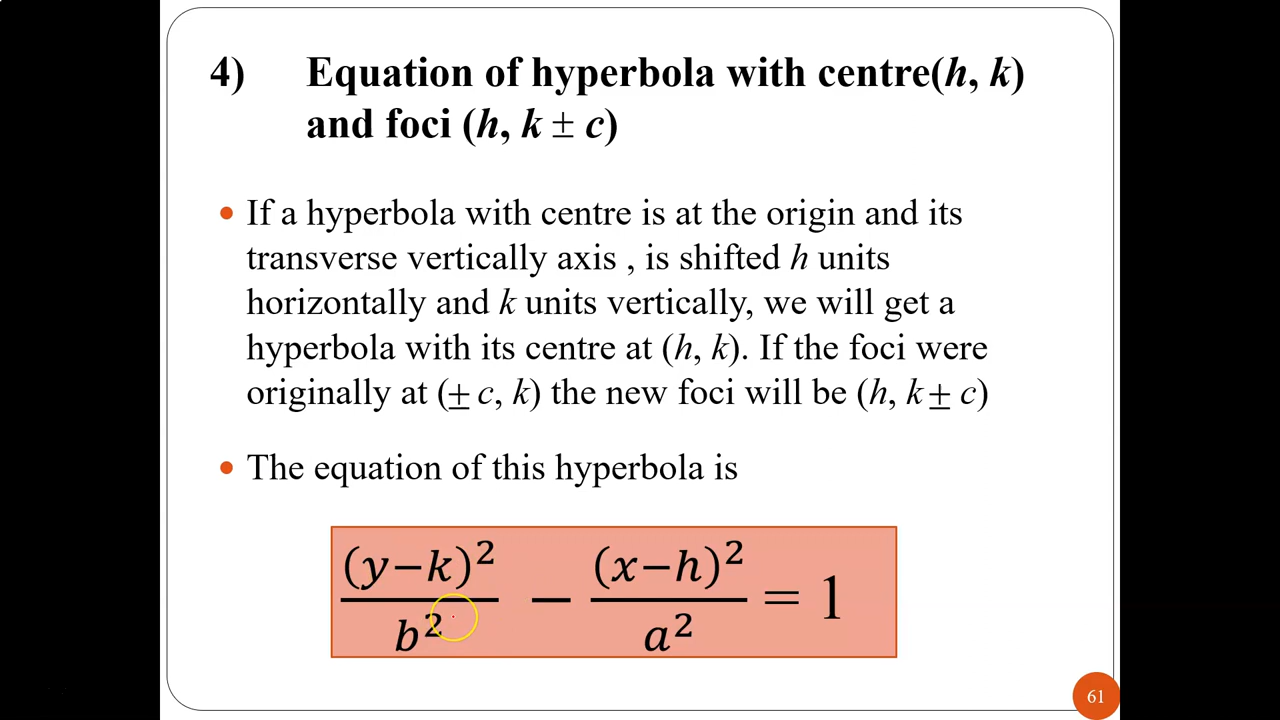 4) Equation of hyperbola with centre(h, k)
and foci (h, k ± c)
• If a hyperbola with centre is at the origin and its
transverse vertically axis , is shifted h units
horizontally and k units vertically, we will get a
hyperbola with its centre at (h, k). If the foci were
originally at (± c, k) the new foci will be (h, k ± c)
• The equation of this hyperbola is
(y−k)²/b² − (x−h)²/a² = 1
61